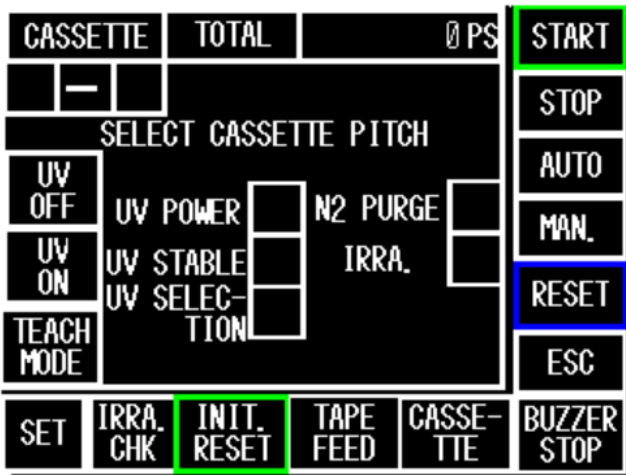 CASSETTE TOTAL 0 PS START
–
STOP
SELECT CASSETTE PITCH
AUTO
UV
OFF
UV POWER N2 PURGE
MAN.
UV
ON
UV STABLE IRRA.
UV SELEC-
TION
RESET
TEACH
MODE
ESC
SET
IRRA.
CHK
INIT.
RESET
TAPE
FEED
CASSE-
TTE
BUZZER
STOP